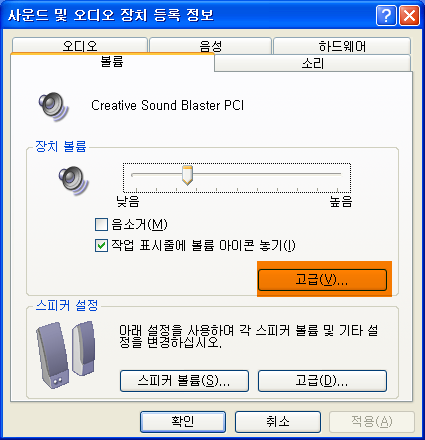 사운드 및 오디오 장치 등록 정보
오디오
음성
하드웨어
볼륨
소리
Creative Sound Blaster PCI
장치 볼륨
낮음
높음
음소거(M)
작업 표시줄에 볼륨 아이콘 놓기(I)
고급(V)...
스피커 설정
아래 설정을 사용하여 각 스피커 볼륨 및 기타 설
정을 변경하십시오.
스피커 볼륨(S)...
고급(D)...
확인
취소
적용(A)